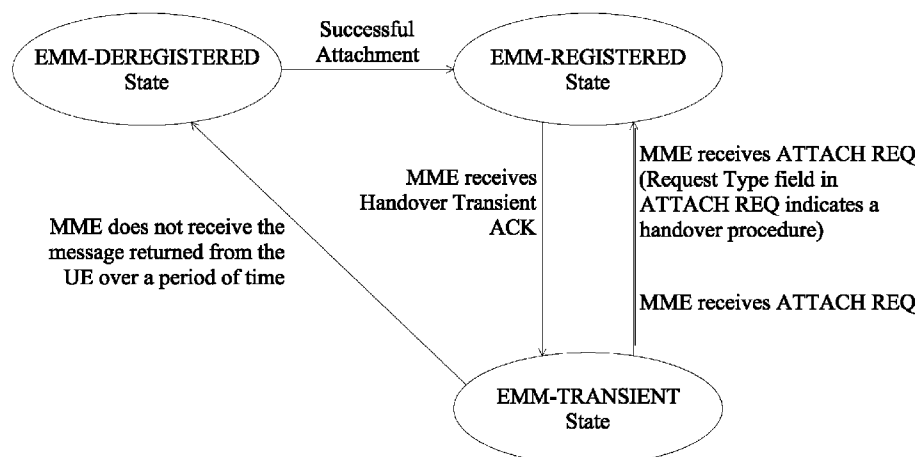 Successful
Attachment
EMM-DEREGISTERED
State
EMM-REGISTERED
State
MME receives
Handover Transient
ACK
MME receives ATTACH REQ
(Request Type field in
ATTACH REQ indicates a
handover procedure)
MME does not receive the
message returned from the
UE over a period of time
MME receives ATTACH REQ
EMM-TRANSIENT
State